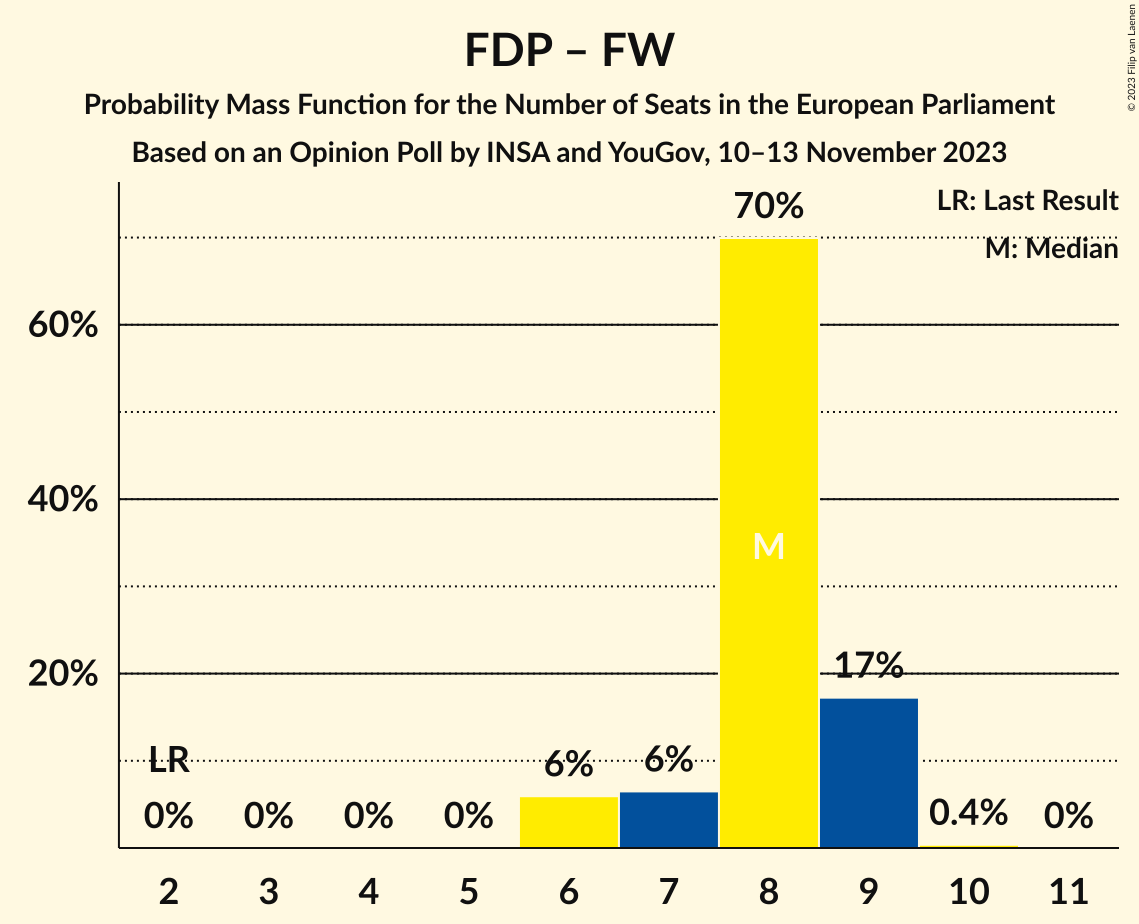 FDP – FW
Probability Mass Function for the Number of Seats in the European Parliament
Based on an Opinion Poll by INSA and YouGov, 10–13 November 2023
© 2023 Filip van Laenen
LR: Last Result
M: Median
70%
60%
40%
20%
M
17%
LR
6%
6%
0%
0%
0%
0%
0.4%
0%
2
3
4
5
6
7
8
9
10
11